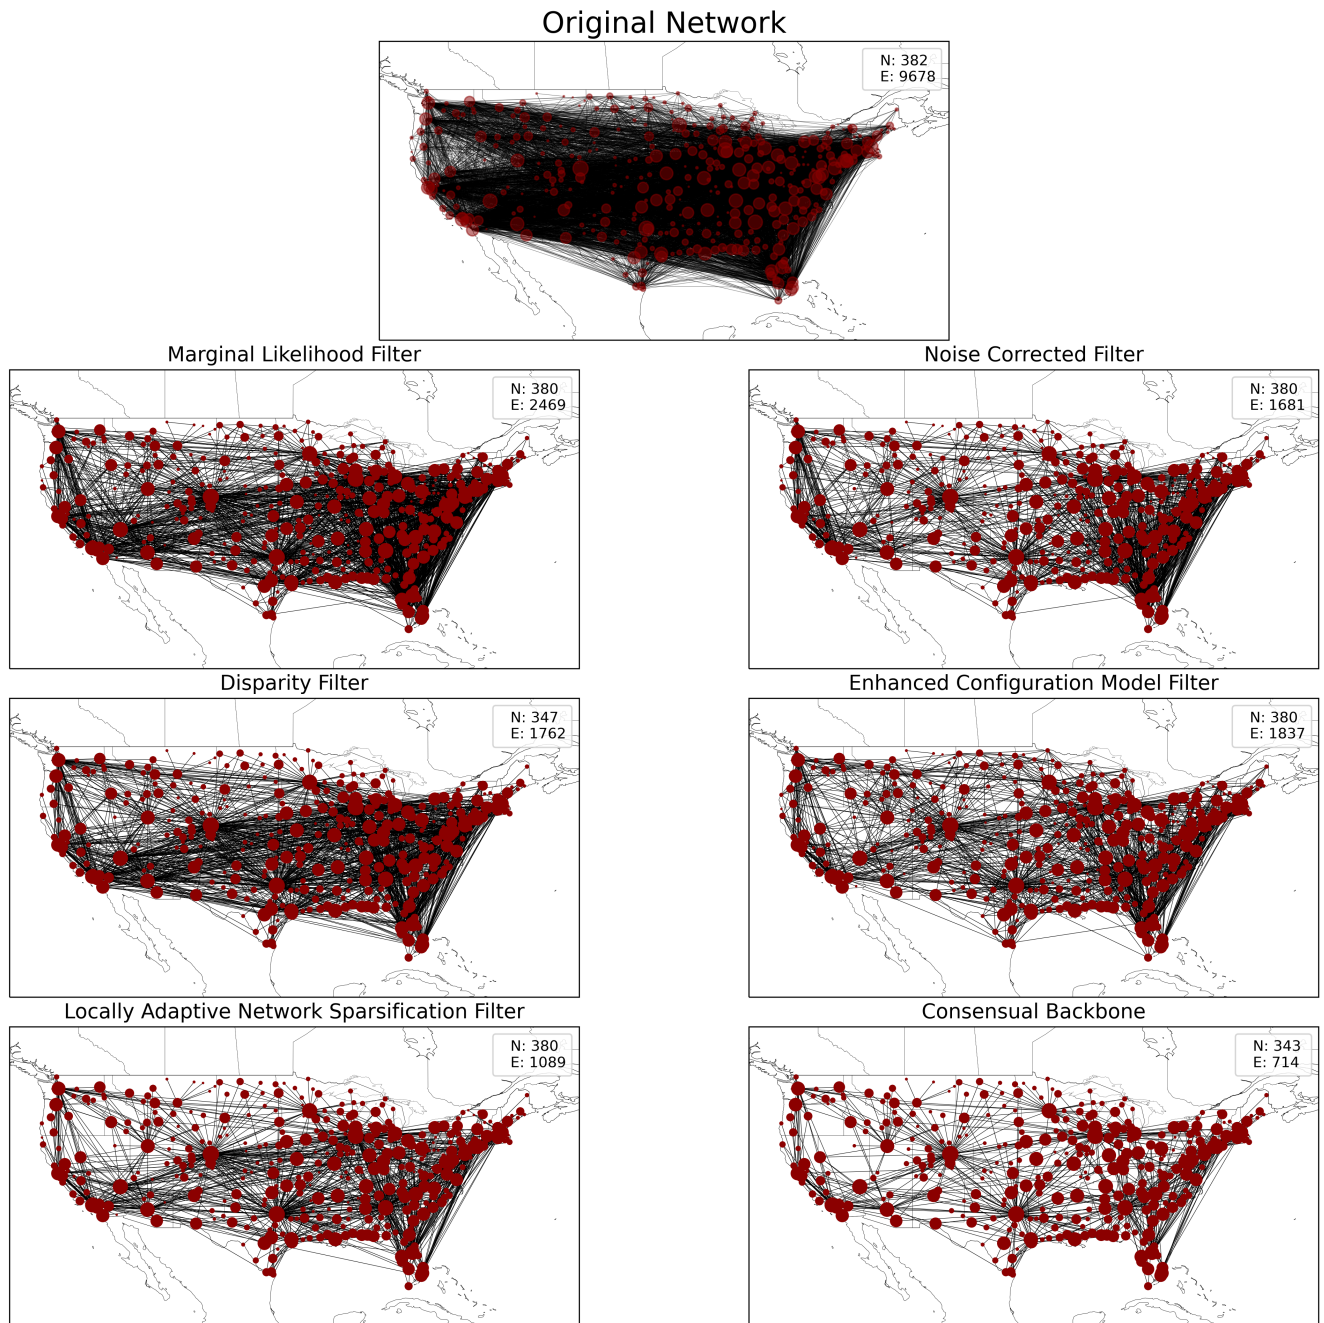 Original Network
N: 382
E: 9678
Marginal Likelihood Filter
N: 380
E: 2469
Noise Corrected Filter
N: 380
E: 1681
Disparity Filter
N: 347
E: 1762
Enhanced Configuration Model Filter
N: 380
E: 1837
Locally Adaptive Network Sparsification Filter
N: 380
E: 1089
Consensual Backbone
N: 343
E: 714